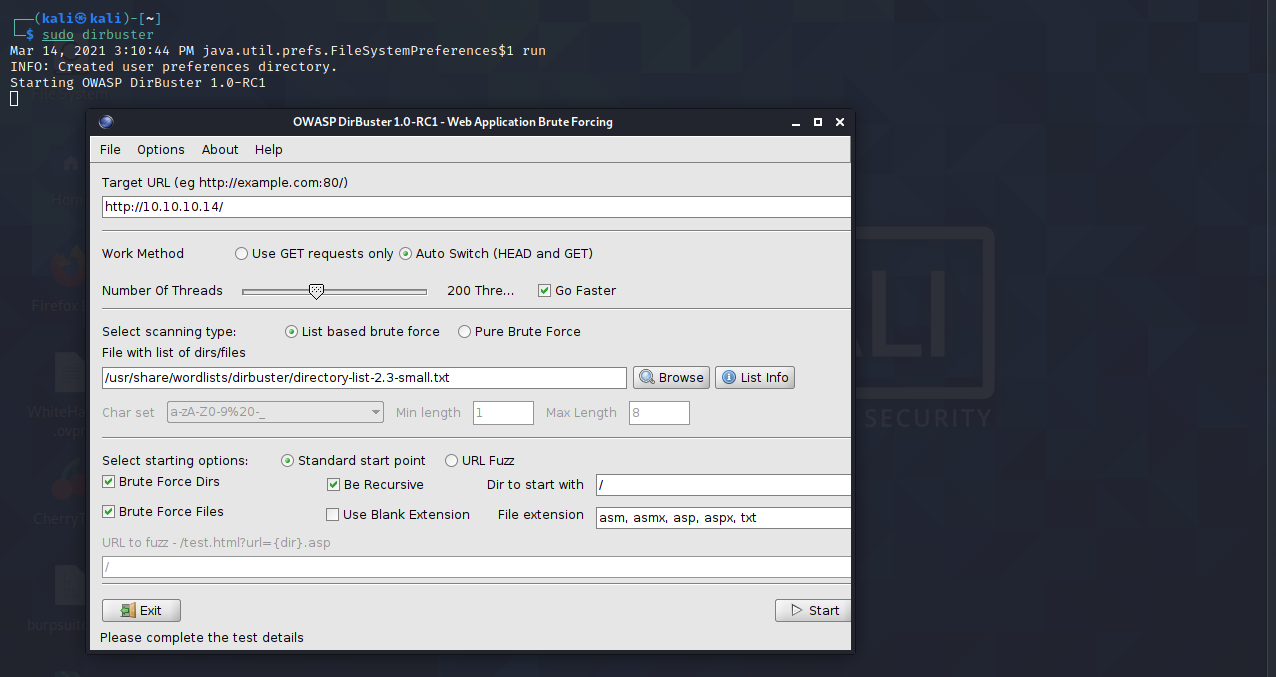 (kali㉿kali)-[~]
$ sudo dirbuster
Mar 14, 2021 3:10:44 PM java.util.prefs.FileSystemPreferences$1 run
INFO: Created user preferences directory.
Starting OWASP DirBuster 1.0-RC1
OWASP DirBuster 1.0-RC1 - Web Application Brute Forcing
File Options About Help
Target URL (eg http://example.com:80/)
http://10.10.10.14/
Work Method Use GET requests only Auto Switch (HEAD and GET)
Number Of Threads 200 Thre... Go Faster
Select scanning type: List based brute force Pure Brute Force
File with list of dirs/files
/usr/share/wordlists/dirbuster/directory-list-2.3-small.txt Browse List Info
Char set a-zA-Z0-9%20-_ Min length 1 Max Length 8
Select starting options: Standard start point URL Fuzz
Brute Force Dirs Be Recursive Dir to start with /
Brute Force Files Use Blank Extension File extension asm, asmx, asp, aspx, txt
URL to fuzz - /test.html?url={dir}.asp
/
Exit Start
Please complete the test details
SECURITY
Firefox
.ovp
burpsuit